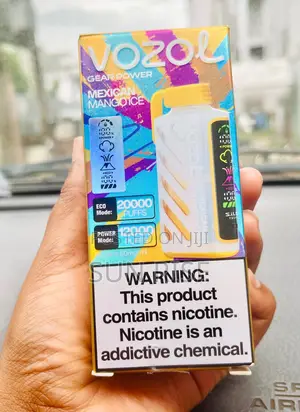 VOZOL
GEAR POWER
MEXICAN
MANGO ICE
ECO
Mode:
20000
PUFFS
POWER
Mode:
12000
WARNING:
This product
contains nicotine.
Nicotine is an
addictive chemical.